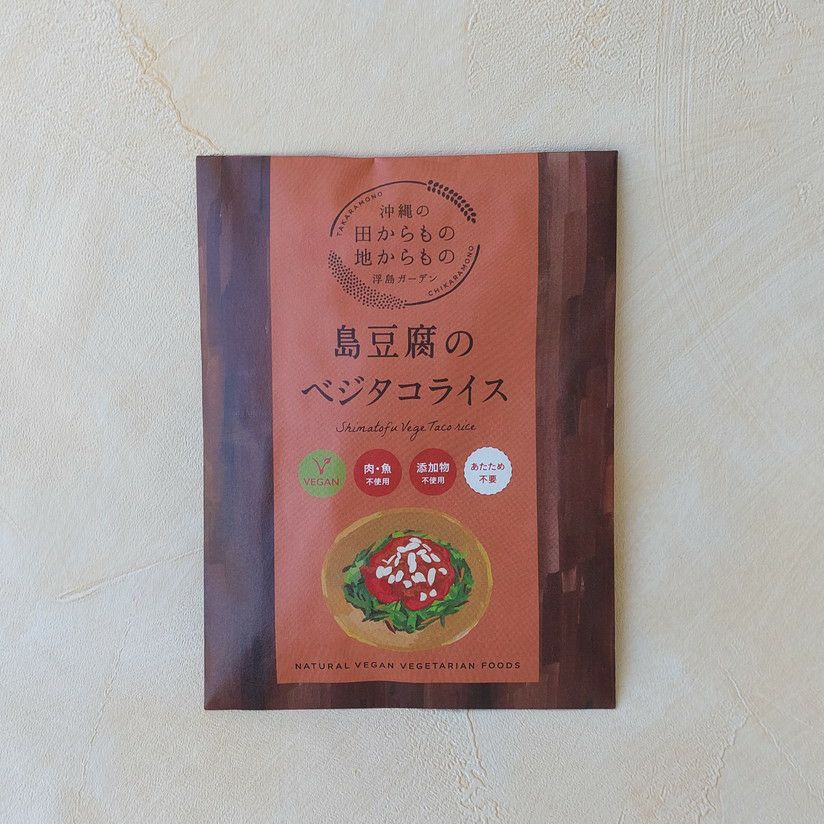 TAKARAMONO
沖縄の
田からもの
地からもの
浮島ガーデン
CHIKARAMONO
島豆腐の
ベジタコライス
Shimatofu Vege Taco rice
VEGAN
肉・魚
不使用
添加物
不使用
あたため
不要
NATURAL VEGAN VEGETARIAN FOODS